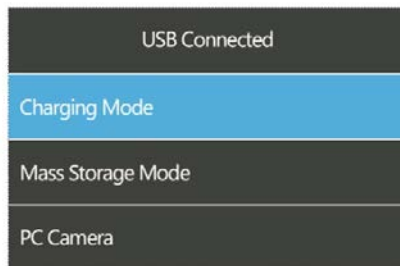 USB Connected
Charging Mode
Mass Storage Mode
PC Camera